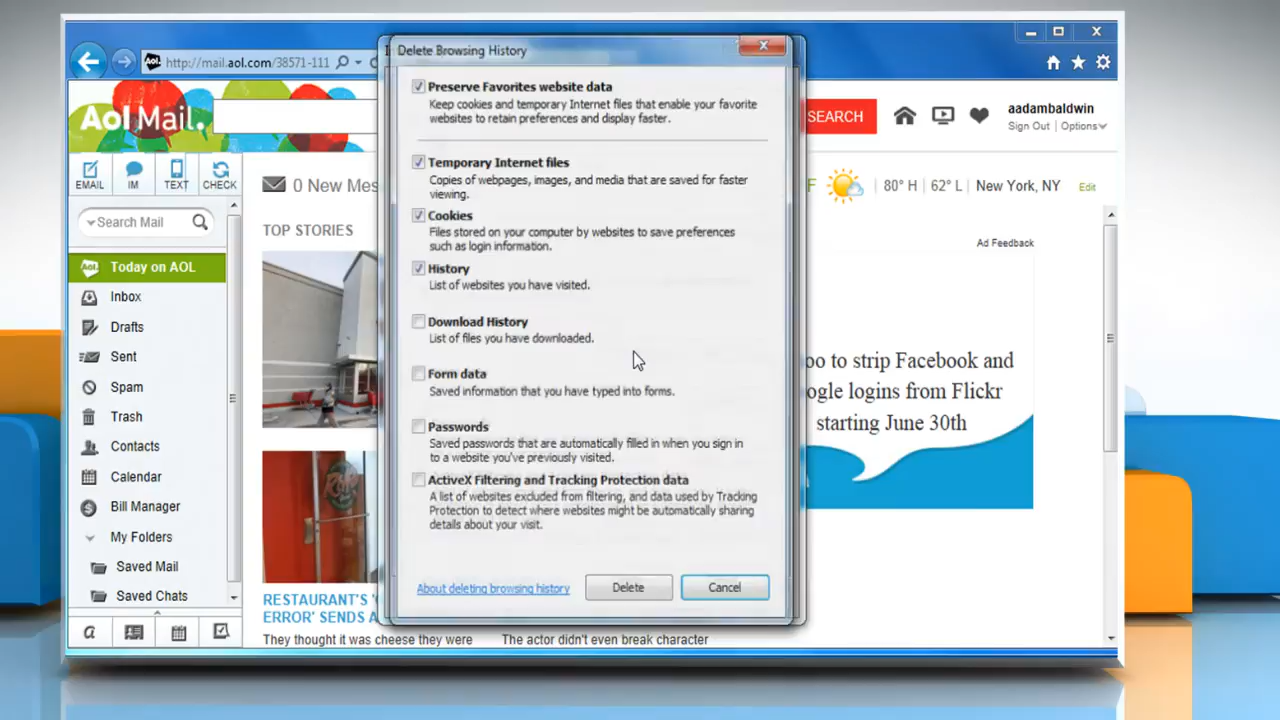 Delete Browsing History
http://mail.aol.com/38571-111
Aol Mail.
SEARCH
aadambaldwin
Sign Out | Options
EMAIL
IM
TEXT
CHECK
0 New Mes
F
80° H | 62° L | New York, NY
Edit
Search Mail
TOP STORIES
Ad Feedback
Aol.
Today on AOL
Inbox
Drafts
Sent
Spam
Trash
Contacts
Calendar
Bill Manager
My Folders
Saved Mail
Saved Chats
Preserve Favorites website data
Keep cookies and temporary Internet files that enable your favorite
websites to retain preferences and display faster.
Temporary Internet files
Copies of webpages, images, and media that are saved for faster
viewing.
Cookies
Files stored on your computer by websites to save preferences
such as login information.
History
List of websites you have visited.
Download History
List of files you have downloaded.
Form data
Saved information that you have typed into forms.
Passwords
Saved passwords that are automatically filled in when you sign in
to a website you've previously visited.
ActiveX Filtering and Tracking Protection data
A list of websites excluded from filtering, and data used by Tracking
Protection to detect where websites might be automatically sharing
details about your visit.
About deleting browsing history
Delete
Cancel
oo to strip Facebook and
ogle logins from Flickr
starting June 30th
RESTAURANT'S '
ERROR' SENDS A
They thought it was cheese they were
The actor didn't even break character